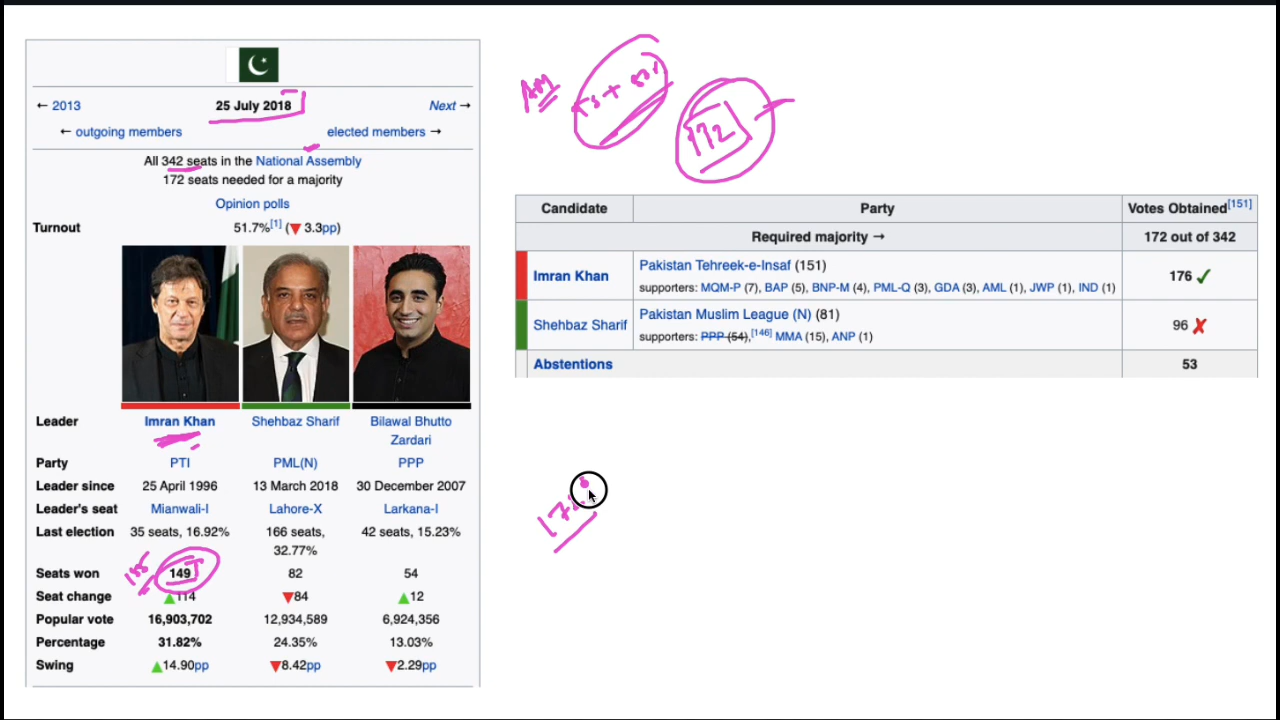 ← 2013
25 July 2018
Next →
← outgoing members
elected members →
All 342 seats in the National Assembly
172 seats needed for a majority
Opinion polls
Turnout 51.7%[1] (▼ 3.3pp)
Leader Imran Khan Shehbaz Sharif Bilawal Bhutto
Zardari
Party PTI PML(N) PPP
Leader since 25 April 1996 13 March 2018 30 December 2007
Leader's seat Mianwali-I Lahore-X Larkana-I
Last election 35 seats, 16.92% 166 seats, 42 seats, 15.23%
32.77%
155
Seats won 149 82 54
Seat change ▲114 ▼84 ▲12
Popular vote 16,903,702 12,934,589 6,924,356
Percentage 31.82% 24.35% 13.03%
Swing ▲14.90pp ▼8.42pp ▼2.29pp
172
Candidate Party Votes Obtained[151]
Required majority → 172 out of 342
Imran Khan Pakistan Tehreek-e-Insaf (151) 176 ✓
supporters: MQM-P (7), BAP (5), BNP-M (4), PML-Q (3), GDA (3), AML (1), JWP (1), IND (1)
Shehbaz Sharif Pakistan Muslim League (N) (81) 96 ✗
supporters: PPP (54),[146] MMA (15), ANP (1)
Abstentions 53